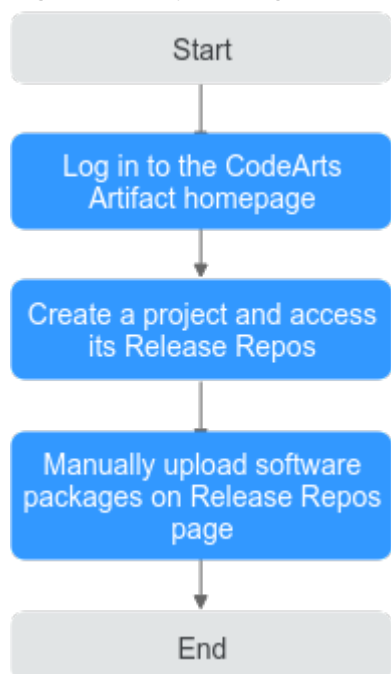 Start
Log in to the CodeArts
Artifact homepage
Create a project and access
its Release Repos
Manually upload software
packages on Release Repos
page
End